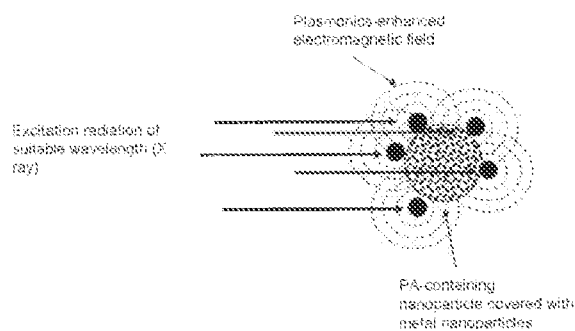 Plasmonics-enhanced
electromagnetic field
Excitation radiation of
suitable wavelength (X
ray)
PA-containing
nanoparticle covered with
metal nanoparticles